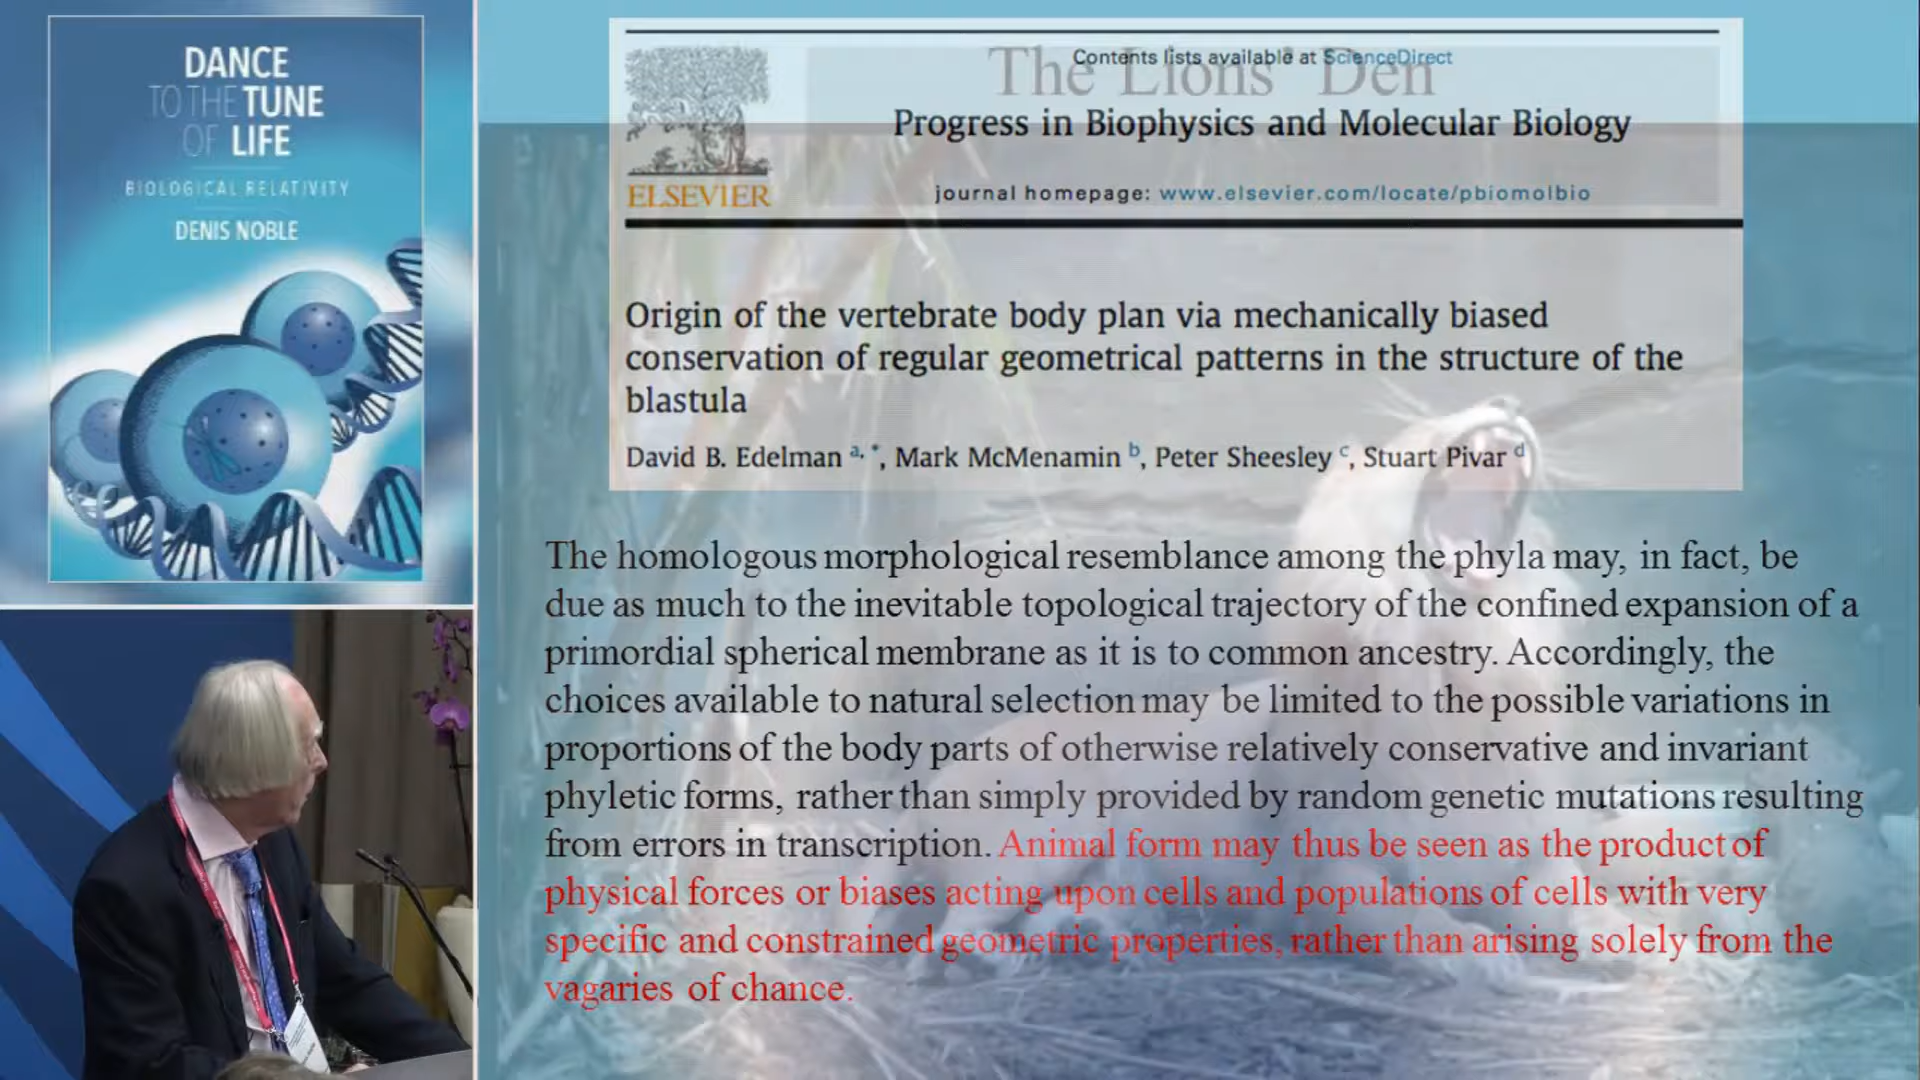 DANCE
TO THE TUNE
OF LIFE
BIOLOGICAL RELATIVITY
DENIS NOBLE
The Lions' Den
Contents lists available at ScienceDirect
Progress in Biophysics and Molecular Biology
journal homepage: www.elsevier.com/locate/pbiomolbio
ELSEVIER
Origin of the vertebrate body plan via mechanically biased
conservation of regular geometrical patterns in the structure of the
blastula
David B. Edelman a, *, Mark McMenamin b, Peter Sheesley c, Stuart Pivar d
The homologous morphological resemblance among the phyla may, in fact, be
due as much to the inevitable topological trajectory of the confined expansion of a
primordial spherical membrane as it is to common ancestry. Accordingly, the
choices available to natural selection may be limited to the possible variations in
proportions of the body parts of otherwise relatively conservative and invariant
phyletic forms, rather than simply provided by random genetic mutations resulting
from errors in transcription. Animal form may thus be seen as the product of
physical forces or biases acting upon cells and populations of cells with very
specific and constrained geometric properties, rather than arising solely from the
vagaries of chance.